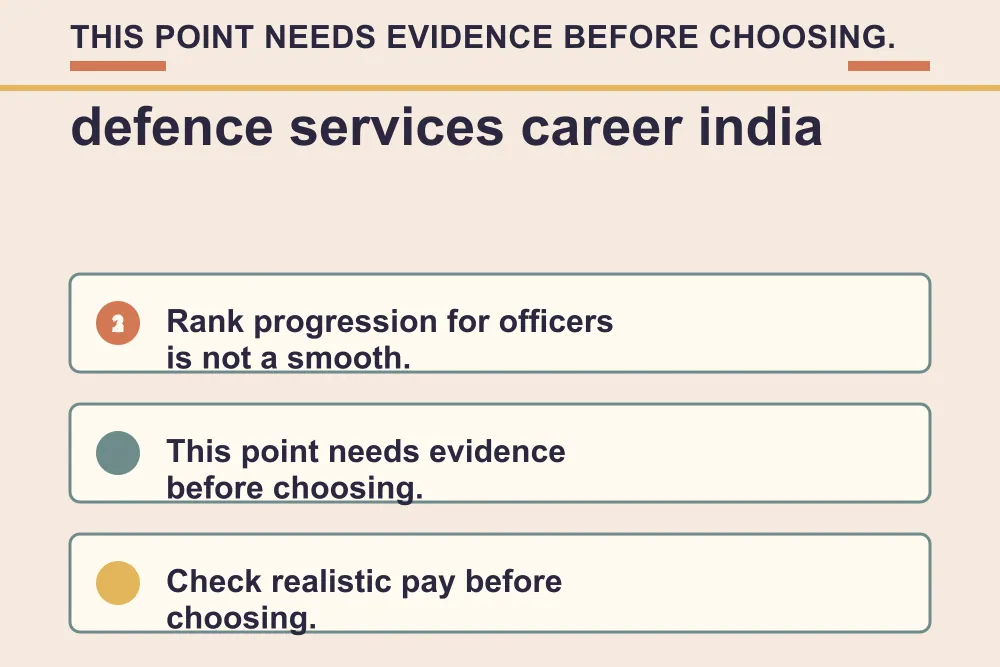 THIS POINT NEEDS EVIDENCE BEFORE CHOOSING.
defence services career india
Rank progression for officers
is not a smooth.
This point needs evidence
before choosing.
Check realistic pay before
choosing.